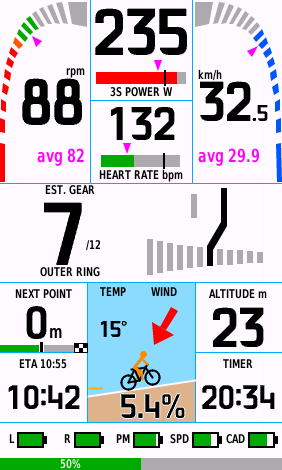 235
3S POWER W
rpm
88
avg 82
km/h
32.5
avg 29.9
132
HEART RATE bpm
EST. GEAR
7/12
OUTER RING
NEXT POINT
0m
ETA 10:55
10:42
TEMP WIND
15°
5.4%
ALTITUDE m
23
TIMER
20:34
L R PM SPD CAD
50%